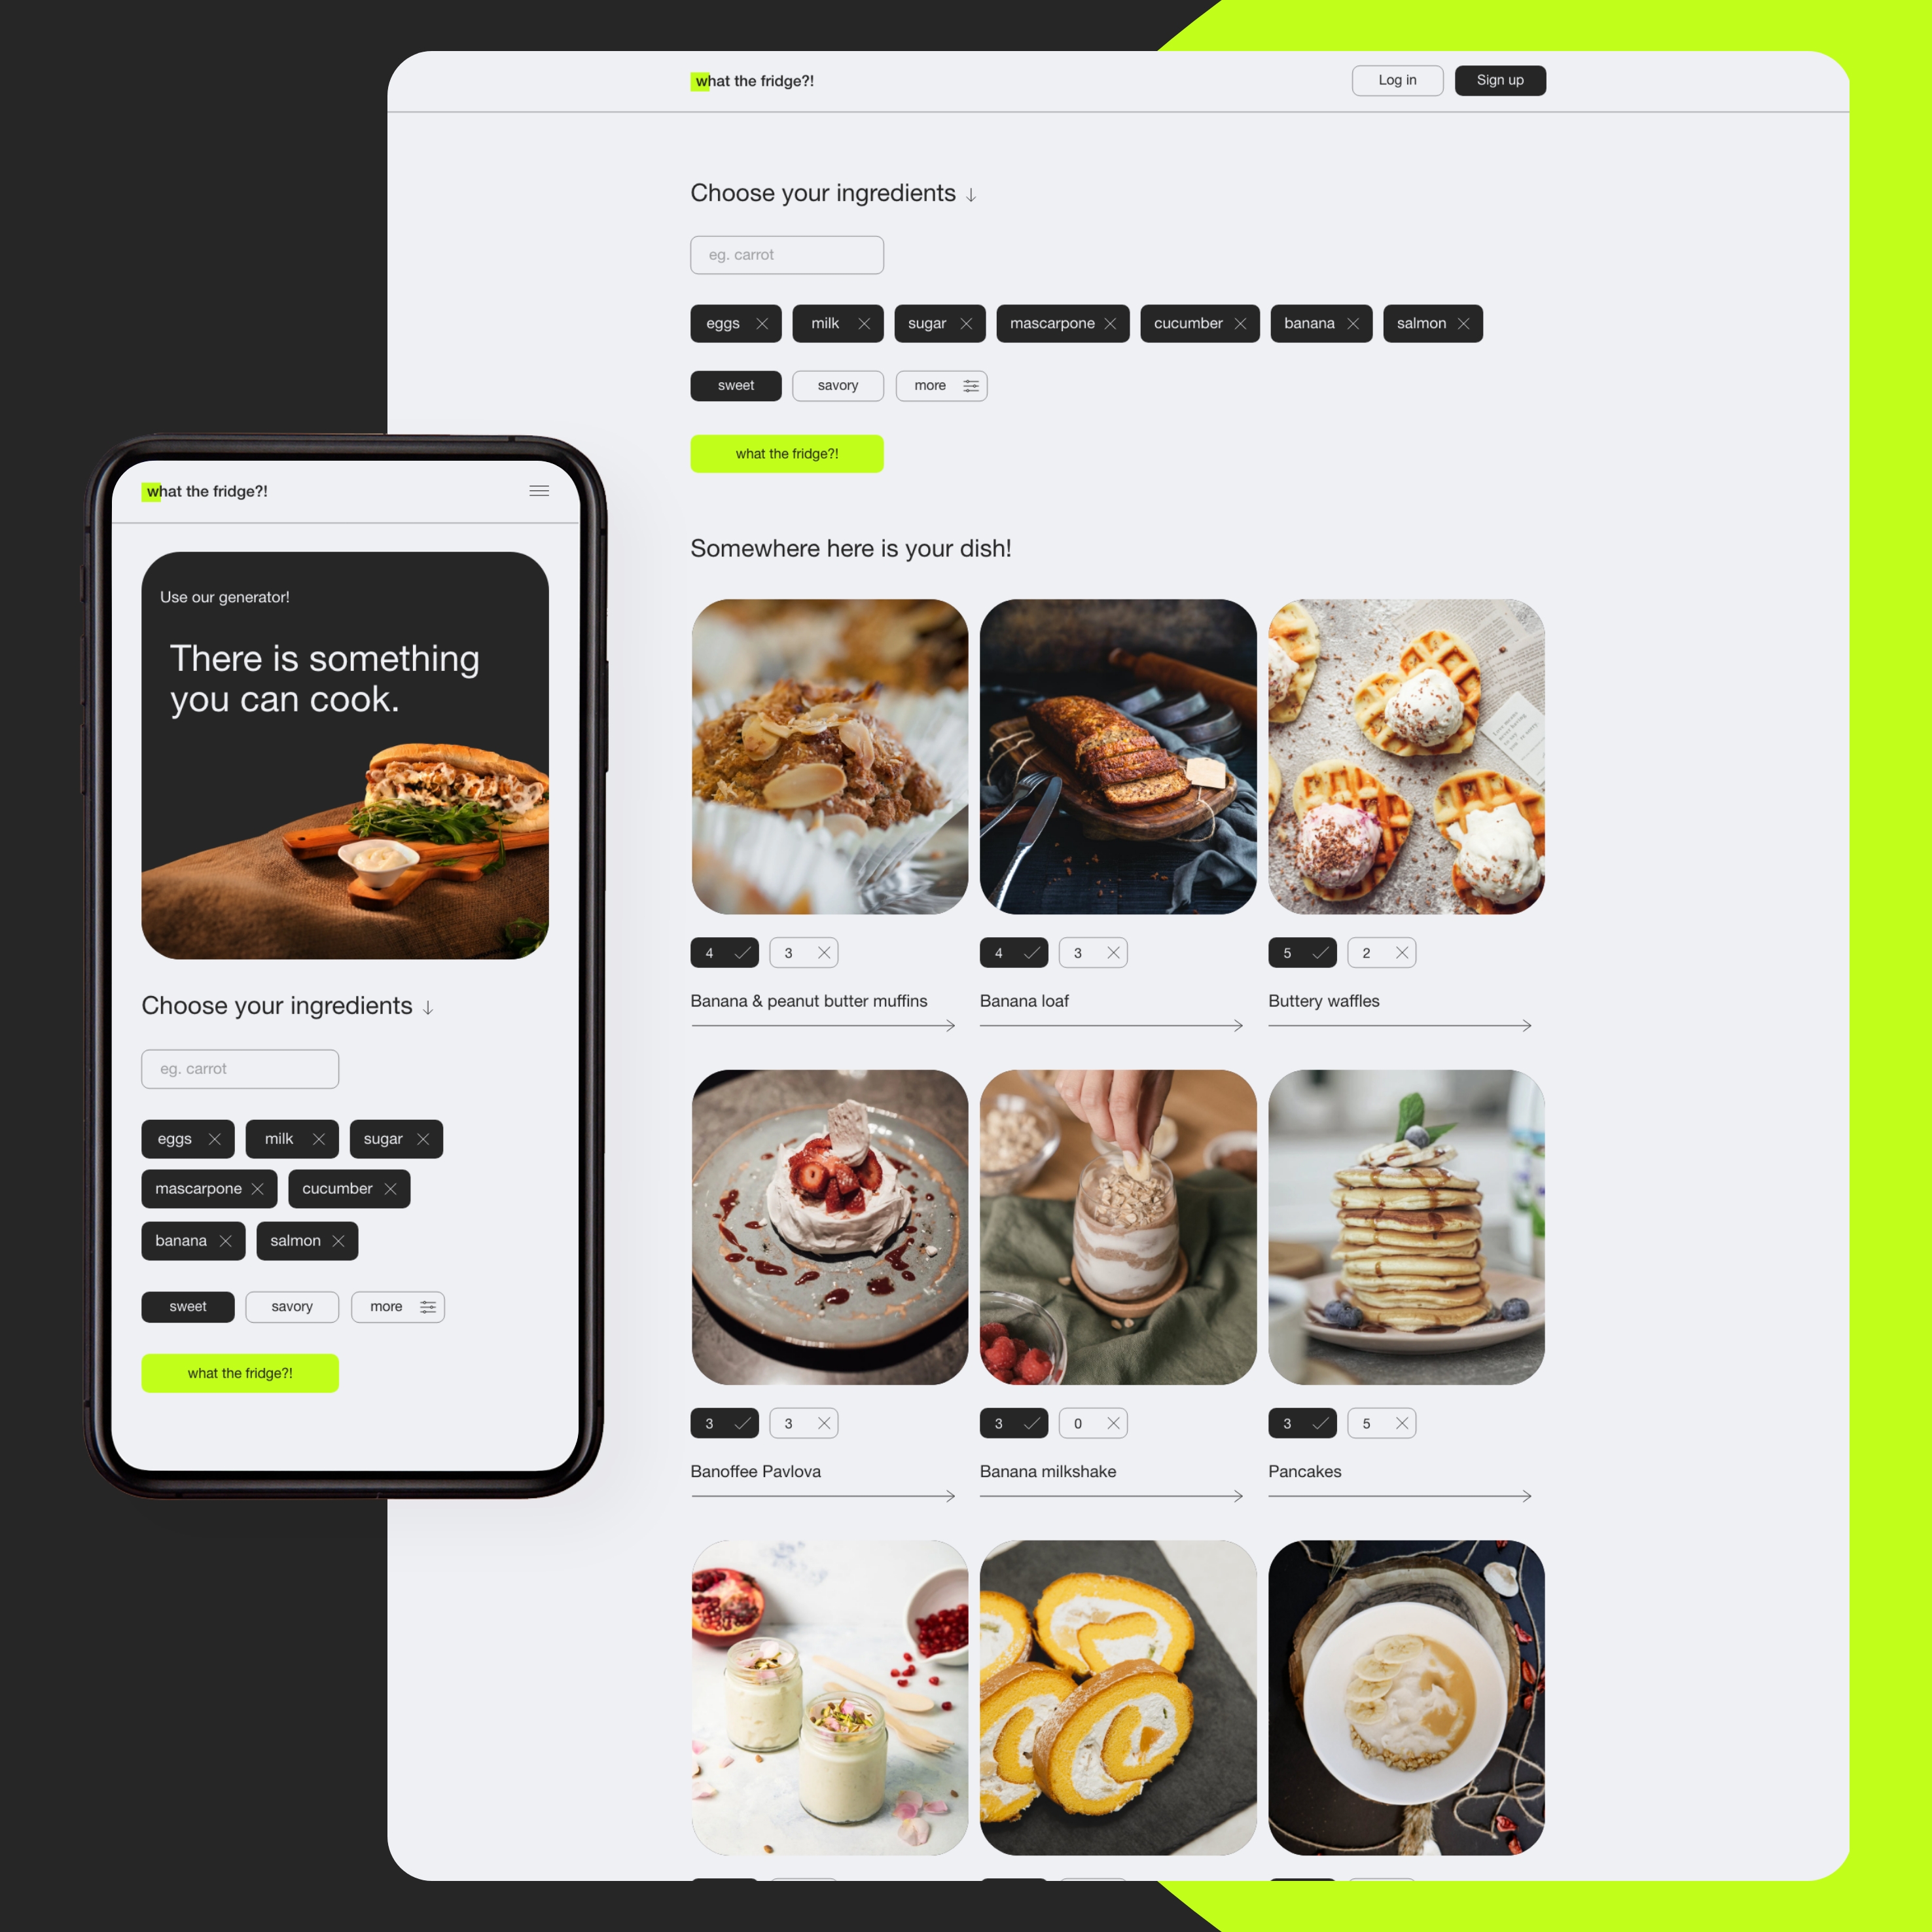 what the fridge?!
Log in
Sign up
Choose your ingredients ↓
eg. carrot
eggs milk sugar mascarpone cucumber banana salmon
sweet savory more
what the fridge?!
Somewhere here is your dish!
4 3
4 3
5 2
Banana & peanut butter muffins
Banana loaf
Buttery waffles
3 3
3 0
3 5
Banoffee Pavlova
Banana milkshake
Pancakes
what the fridge?!
Use our generator!
There is something
you can cook.
Choose your ingredients ↓
eg. carrot
eggs milk sugar
mascarpone cucumber
banana salmon
sweet savory more
what the fridge?!